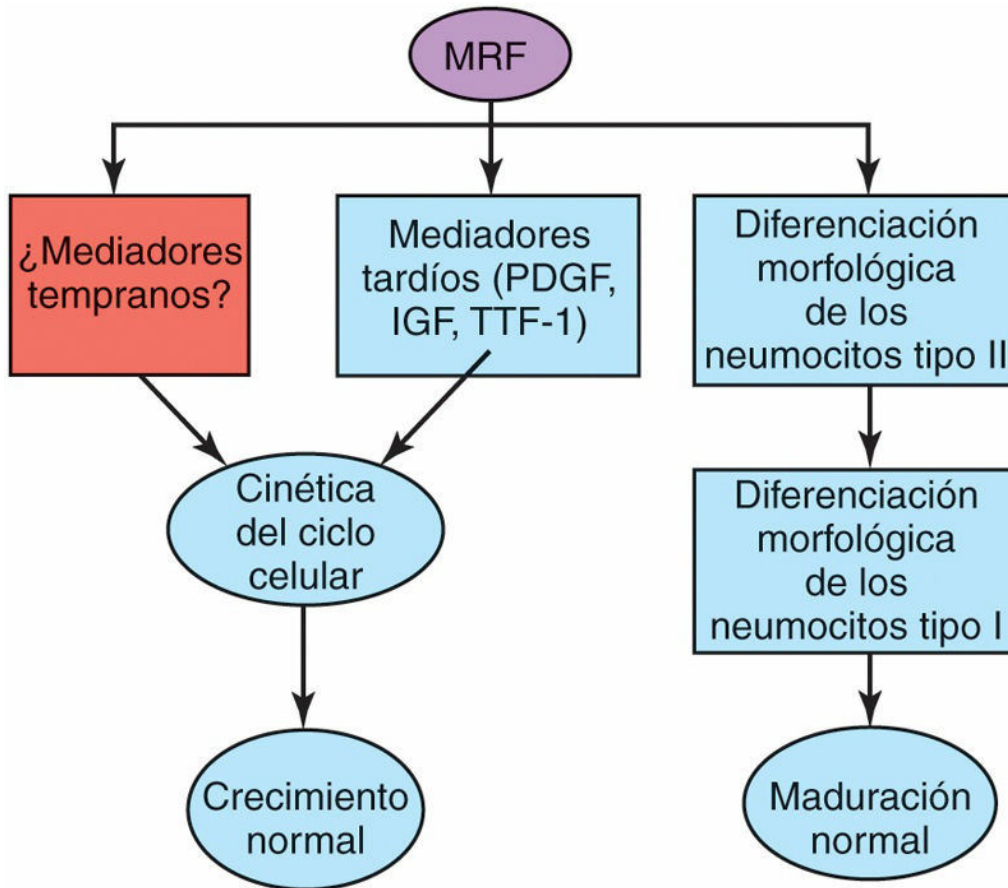 MRF
¿Mediadores
tempranos?
Mediadores
tardíos (PDGF,
IGF, TTF-1)
Diferenciación
morfológica
de los
neumocitos tipo II
Cinética
del ciclo
celular
Diferenciación
morfológica
de los
neumocitos tipo I
Crecimiento
normal
Maduración
normal